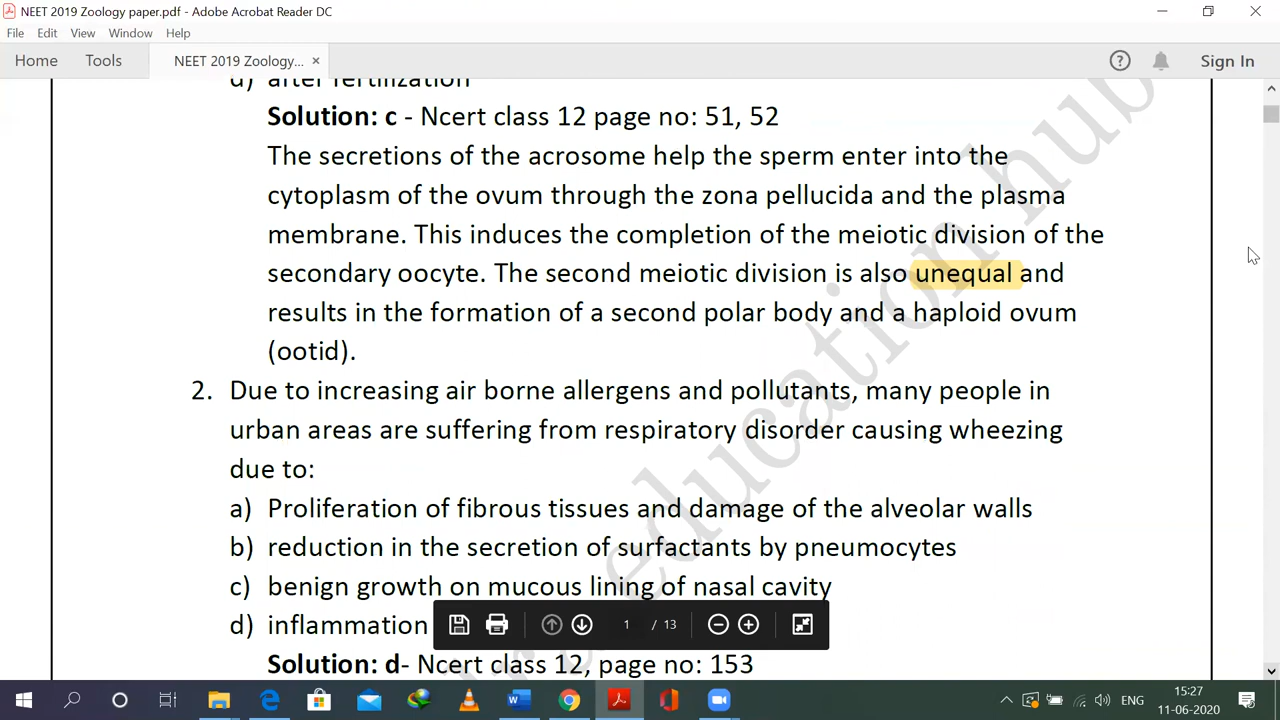 NEET 2019 Zoology paper.pdf - Adobe Acrobat Reader DC
File Edit View Window Help
Home Tools NEET 2019 Zoology... × Sign In
d) after fertilization
Solution: c - Ncert class 12 page no: 51, 52
The secretions of the acrosome help the sperm enter into the
cytoplasm of the ovum through the zona pellucida and the plasma
membrane. This induces the completion of the meiotic division of the
secondary oocyte. The second meiotic division is also unequal and
results in the formation of a second polar body and a haploid ovum
(ootid).
2. Due to increasing air borne allergens and pollutants, many people in
urban areas are suffering from respiratory disorder causing wheezing
due to:
a) Proliferation of fibrous tissues and damage of the alveolar walls
b) reduction in the secretion of surfactants by pneumocytes
c) benign growth on mucous lining of nasal cavity
d) inflammation
1 / 13
Solution: d- Ncert class 12, page no: 153
education hub
ENG
15:27
11-06-2020